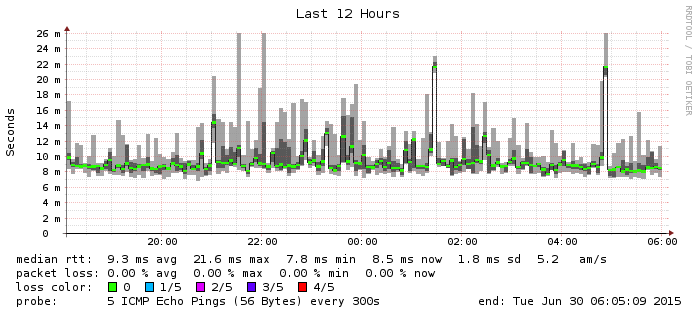 Last 12 Hours
RRDTOOL / TOBI OETIKER
Seconds
26 m
24 m
22 m
20 m
18 m
16 m
14 m
12 m
10 m
8 m
6 m
4 m
2 m
0
20:00 22:00 00:00 02:00 04:00 06:00
median rtt: 9.3 ms avg 21.6 ms max 7.8 ms min 8.5 ms now 1.8 ms sd 5.2 am/s
packet loss: 0.00 % avg 0.00 % max 0.00 % min 0.00 % now
loss color: 0 1/5 2/5 3/5 4/5
probe: 5 ICMP Echo Pings (56 Bytes) every 300s end: Tue Jun 30 06:05:09 2015